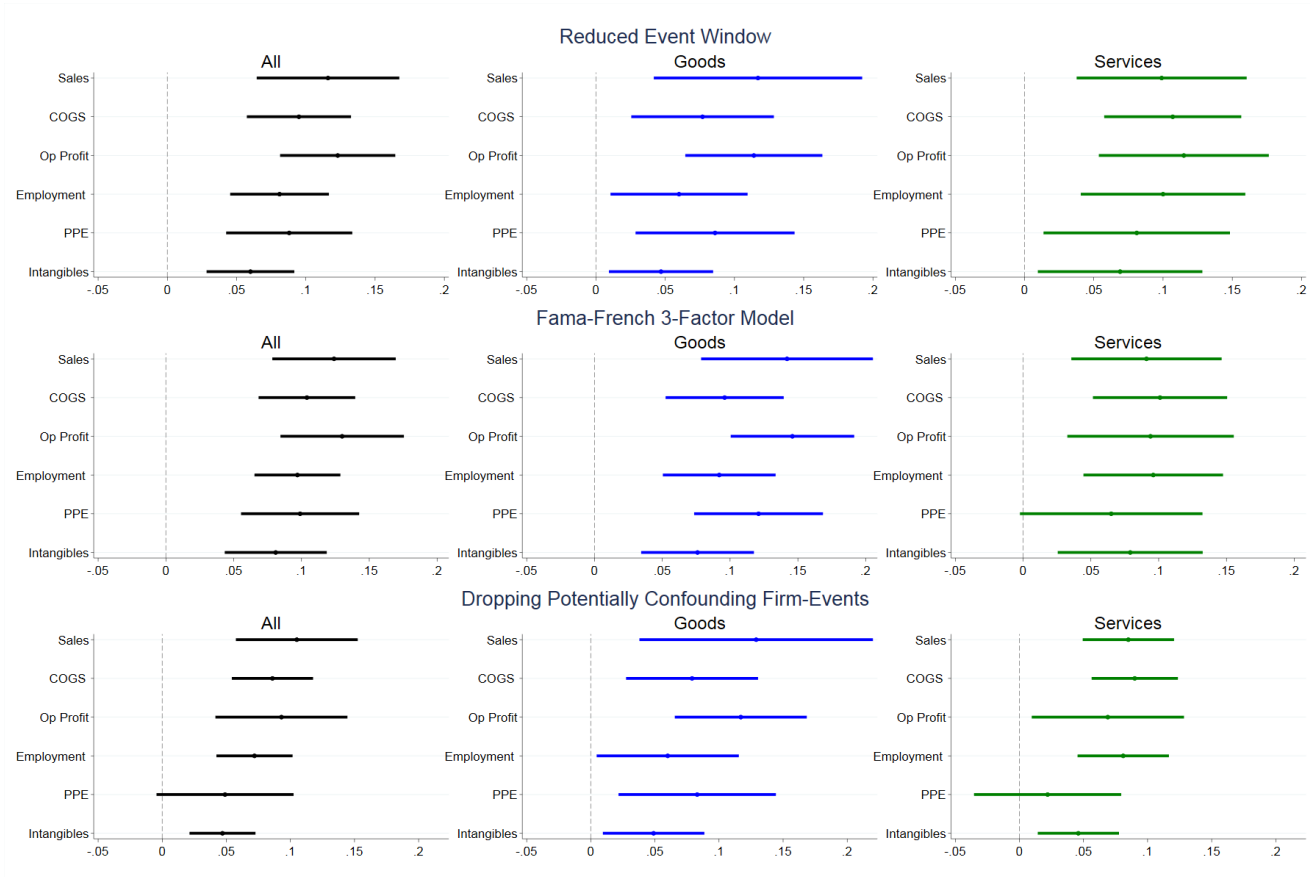 Reduced Event Window
All Goods Services
Sales Sales Sales
COGS COGS COGS
Op Profit Op Profit Op Profit
Employment Employment Employment
PPE PPE PPE
Intangibles Intangibles Intangibles
-.05 0 .05 .1 .15 .2 -.05 0 .05 .1 .15 .2 -.05 0 .05 .1 .15 .2
Fama-French 3-Factor Model
All Goods Services
Sales Sales Sales
COGS COGS COGS
Op Profit Op Profit Op Profit
Employment Employment Employment
PPE PPE PPE
Intangibles Intangibles Intangibles
-.05 0 .05 .1 .15 .2 -.05 0 .05 .1 .15 .2 -.05 0 .05 .1 .15 .2
Dropping Potentially Confounding Firm-Events
All Goods Services
Sales Sales Sales
COGS COGS COGS
Op Profit Op Profit Op Profit
Employment Employment Employment
PPE PPE PPE
Intangibles Intangibles Intangibles
-.05 0 .05 .1 .15 .2 -.05 0 .05 .1 .15 .2 -.05 0 .05 .1 .15 .2